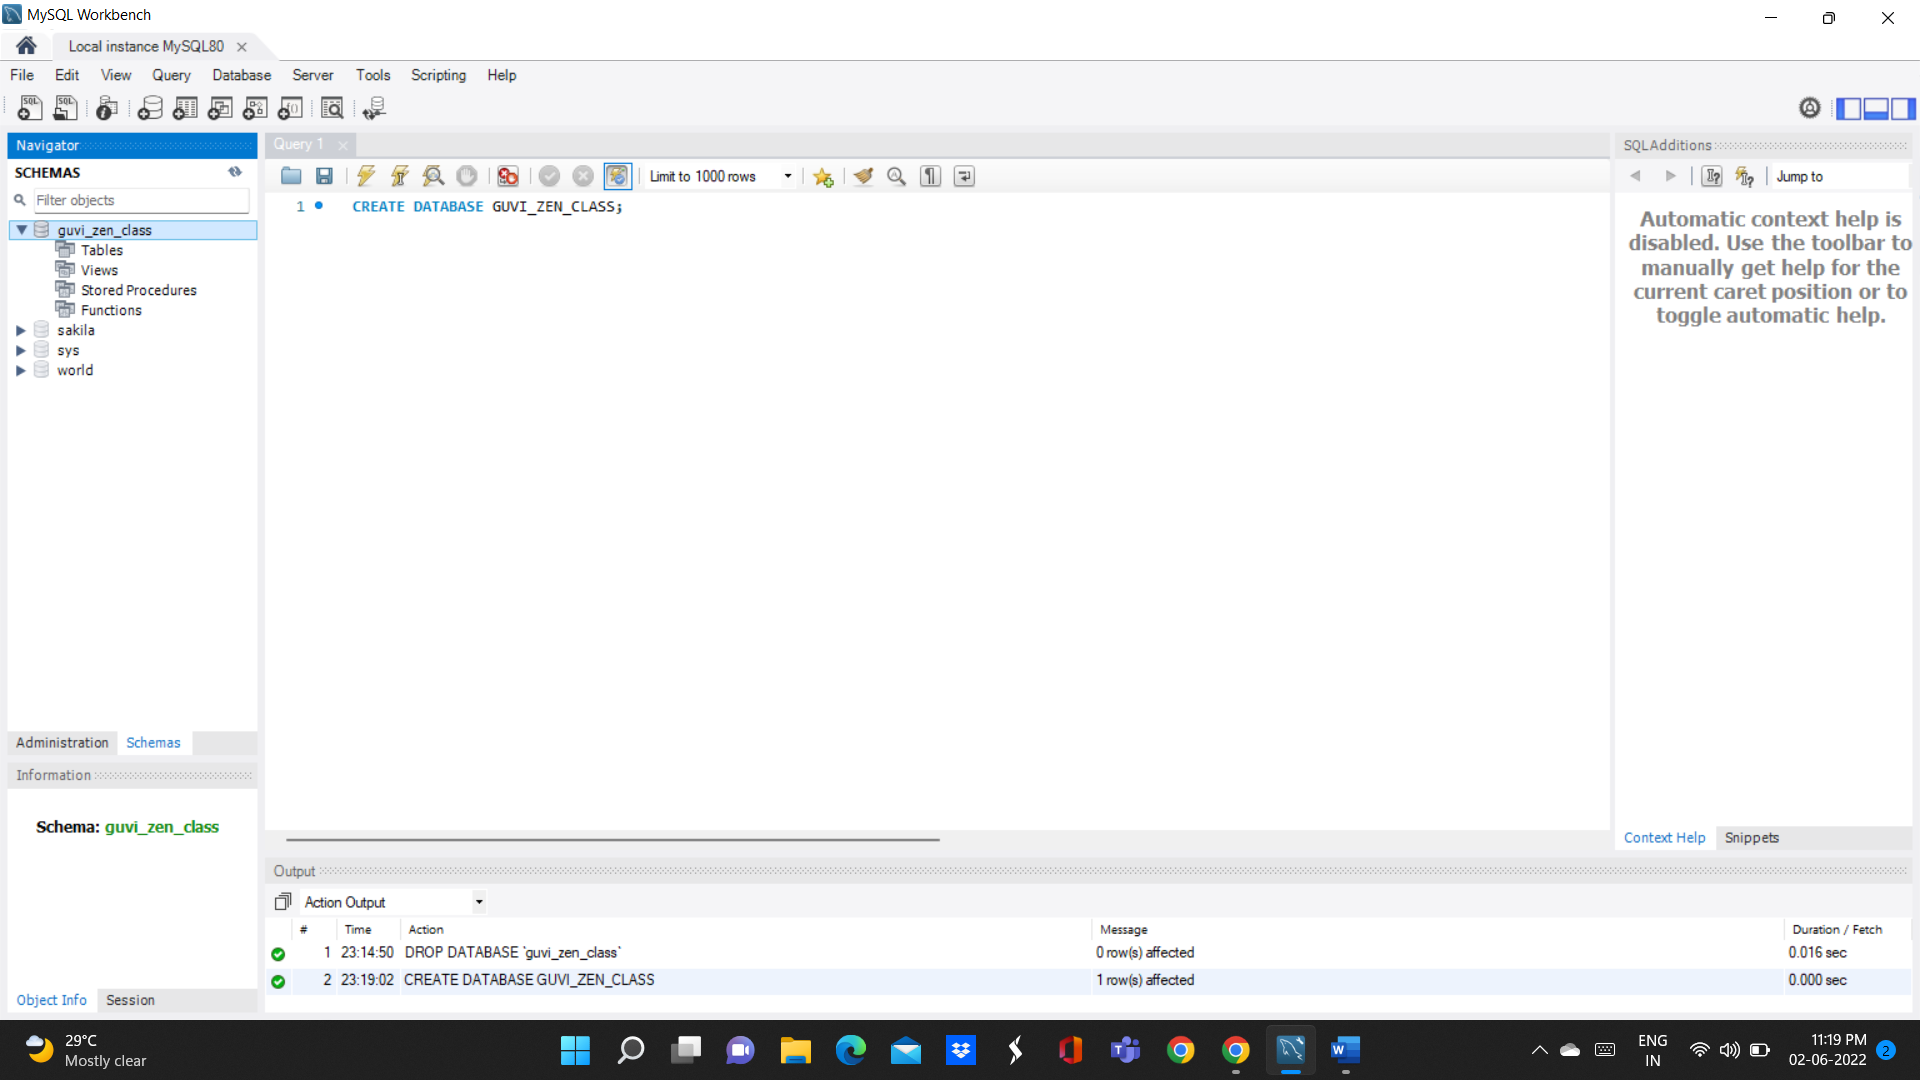 MySQL Workbench
Local instance MySQL80
File Edit View Query Database Server Tools Scripting Help
Navigator
SCHEMAS
Filter objects
guvi_zen_class
Tables
Views
Stored Procedures
Functions
sakila
sys
world
Administration Schemas
Information
Schema: guvi_zen_class
Object Info Session
Query 1
Limit to 1000 rows
1 CREATE DATABASE GUVI_ZEN_CLASS;
SQLAdditions
Jump to
Automatic context help is
disabled. Use the toolbar to
manually get help for the
current caret position or to
toggle automatic help.
Context Help Snippets
Output
Action Output
# Time Action Message Duration / Fetch
1 23:14:50 DROP DATABASE `guvi_zen_class` 0 row(s) affected 0.016 sec
2 23:19:02 CREATE DATABASE GUVI_ZEN_CLASS 1 row(s) affected 0.000 sec
29°C
Mostly clear
ENG
IN
11:19 PM
02-06-2022
2